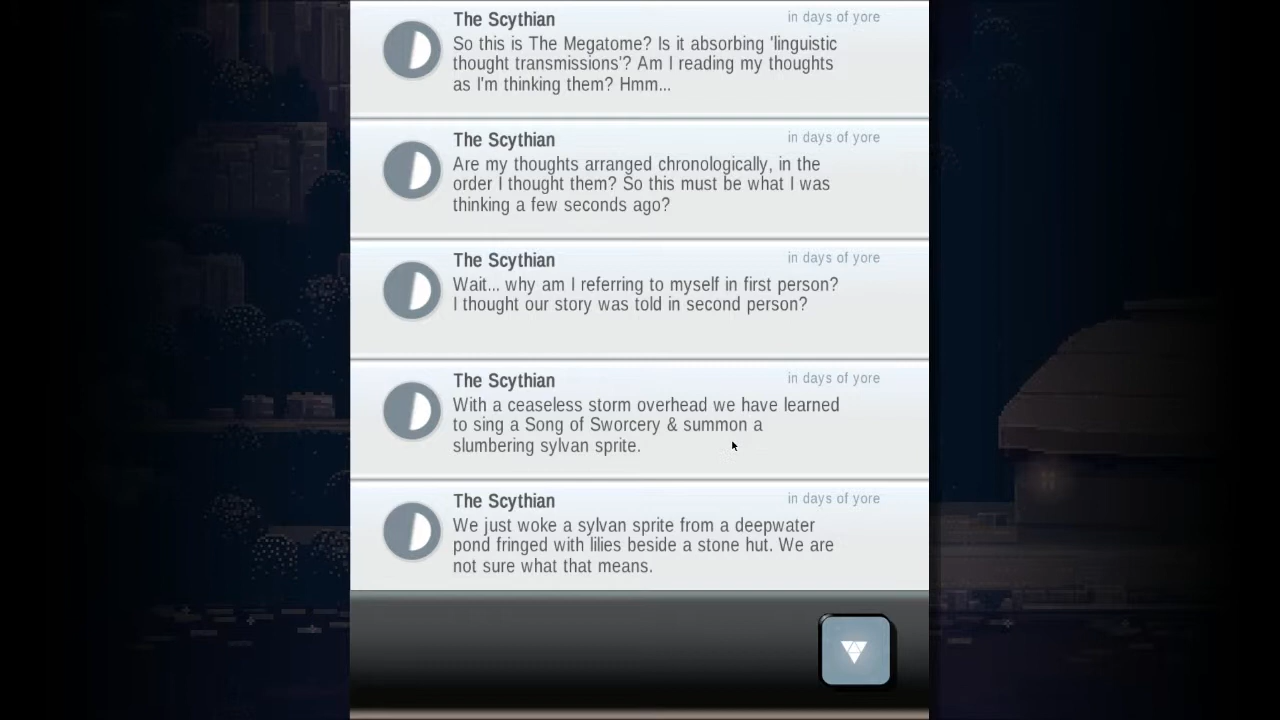 The Scythian
in days of yore
So this is The Megatome? Is it absorbing 'linguistic
thought transmissions'? Am I reading my thoughts
as I'm thinking them? Hmm...
The Scythian
in days of yore
Are my thoughts arranged chronologically, in the
order I thought them? So this must be what I was
thinking a few seconds ago?
The Scythian
in days of yore
Wait... why am I referring to myself in first person?
I thought our story was told in second person?
The Scythian
in days of yore
With a ceaseless storm overhead we have learned
to sing a Song of Sworcery & summon a
slumbering sylvan sprite.
The Scythian
in days of yore
We just woke a sylvan sprite from a deepwater
pond fringed with lilies beside a stone hut. We are
not sure what that means.